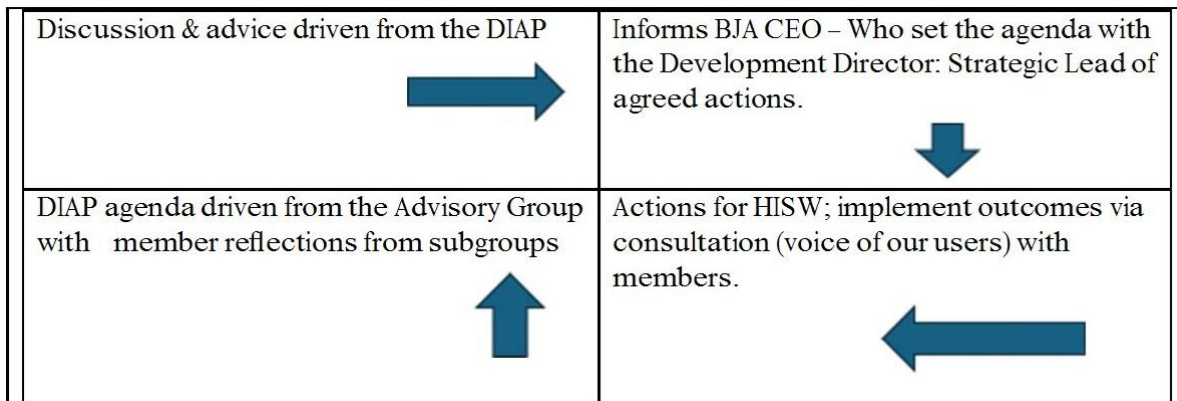 Discussion & advice driven from the DIAP
Informs BJA CEO – Who set the agenda with
the Development Director: Strategic Lead of
agreed actions.
DIAP agenda driven from the Advisory Group
with member reflections from subgroups
Actions for HISW; implement outcomes via
consultation (voice of our users) with
members.